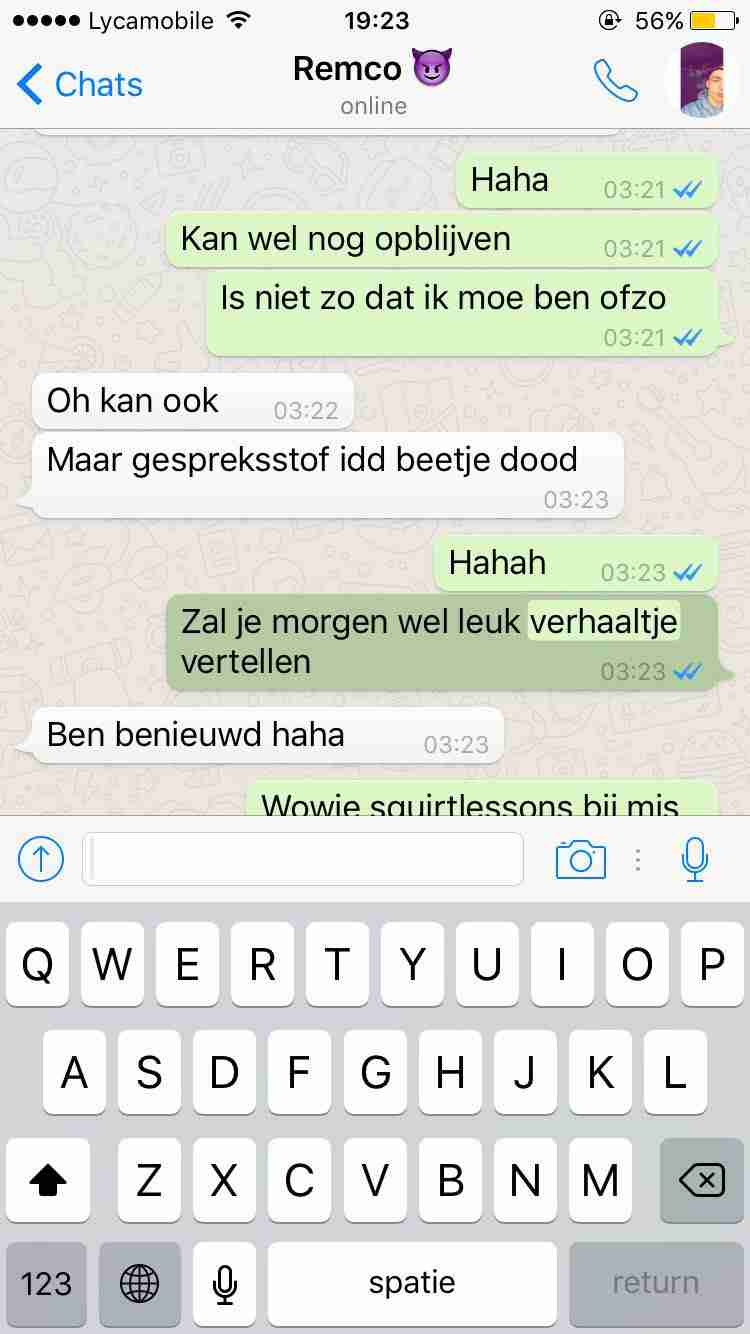 Lycamobile 19:23 56%
Chats Remco
online
Haha 03:21
Kan wel nog opblijven 03:21
Is niet zo dat ik moe ben ofzo
03:21
Oh kan ook 03:22
Maar gespreksstof idd beetje dood
03:23
Hahah 03:23
Zal je morgen wel leuk verhaaltje
vertellen 03:23
Ben benieuwd haha 03:23
Wowie squirtlessons bij mis
Q W E R T Y U I O P
A S D F G H J K L
Z X C V B N M
123 spatie return